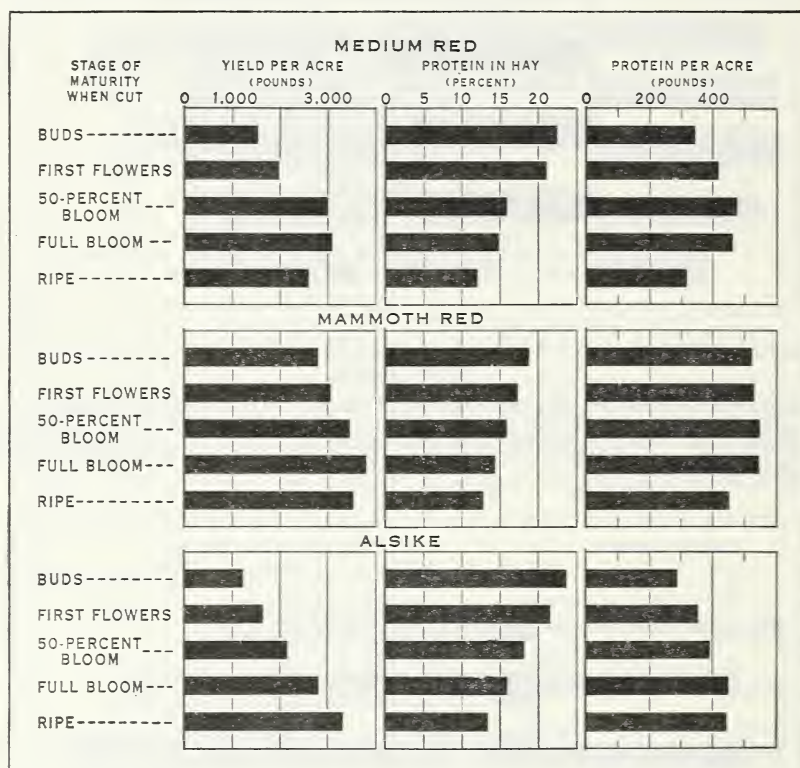 MEDIUM RED
STAGE OF MATURITY WHEN CUT
YIELD PER ACRE
(POUNDS)
PROTEIN IN HAY
(PERCENT)
PROTEIN PER ACRE
(POUNDS)
0 1,000 3,000
0 5 10 15 20
0 200 400
BUDS
FIRST FLOWERS
50-PERCENT
BLOOM
FULL BLOOM
RIPE
MAMMOTH RED
BUDS
FIRST FLOWERS
50-PERCENT
BLOOM
FULL BLOOM
RIPE
ALSIKE
BUDS
FIRST FLOWERS
50-PERCENT
BLOOM
FULL BLOOM
RIPE